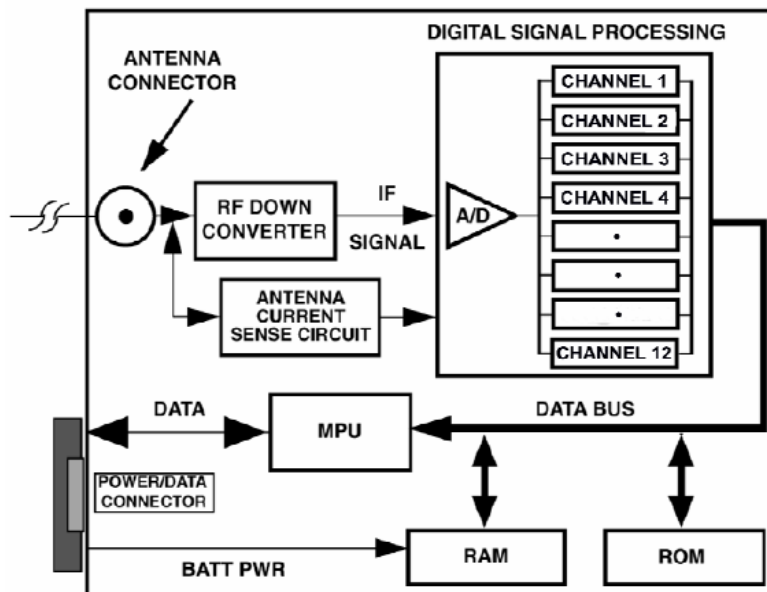 DIGITAL SIGNAL PROCESSING
ANTENNA
CONNECTOR
CHANNEL 1
CHANNEL 2
CHANNEL 3
CHANNEL 4
CHANNEL 12
A/D
RF DOWN
CONVERTER
IF
SIGNAL
ANTENNA
CURRENT
SENSE CIRCUIT
DATA
MPU
DATA BUS
POWER/DATA
CONNECTOR
BATT PWR
RAM
ROM